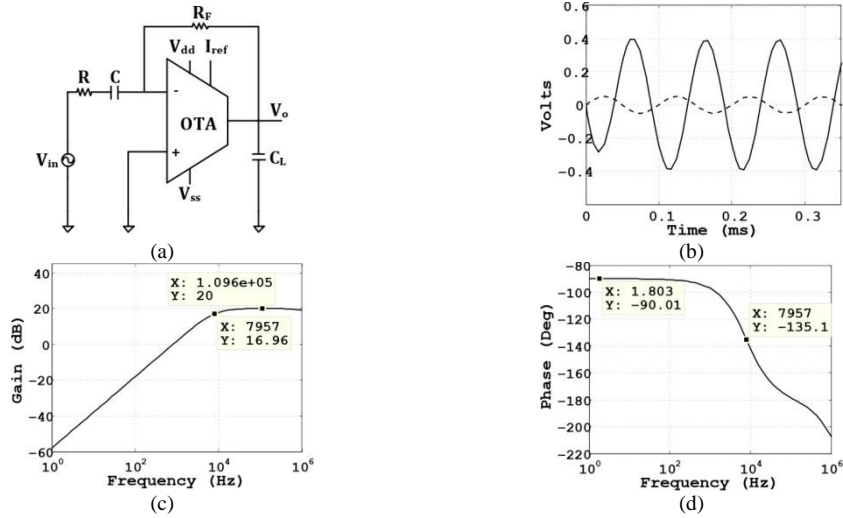 R_F
V_dd I_ref
R C
-
OTA
V_o
+
V_in
C_L
V_ss
(a)
0.6
0.4
0.2
0
-0.2
-0.4
Volts
0 0.1 0.2 0.3
Time (ms)
(b)
40
20
0
-20
-40
-60
Gain (dB)
X: 1.096e+05
Y: 20
X: 7957
Y: 16.96
10^0 10^2 10^4 10^6
Frequency (Hz)
(c)
-80
-100
-120
-140
-160
-180
-200
-220
Phase (Deg)
X: 1.803
Y: -90.01
X: 7957
Y: -135.1
10^0 10^2 10^4 10^6
Frequency (Hz)
(d)